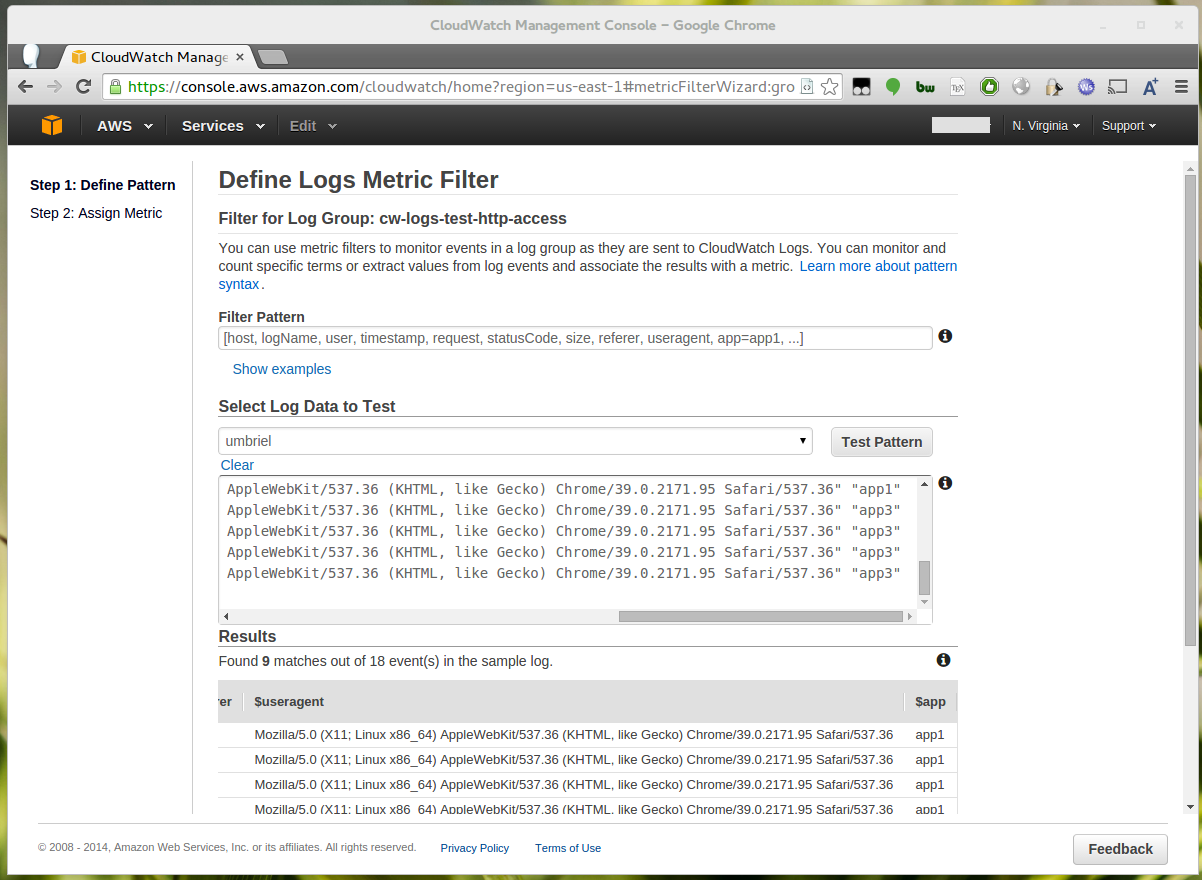 CloudWatch Management Console - Google Chrome
CloudWatch Manage
https://console.aws.amazon.com/cloudwatch/home?region=us-east-1#metricFilterWizard:gro
bw
TEX
Ws
A+
AWS
Services
Edit
N. Virginia
Support
Step 1: Define Pattern
Step 2: Assign Metric
Define Logs Metric Filter
Filter for Log Group: cw-logs-test-http-access
You can use metric filters to monitor events in a log group as they are sent to CloudWatch Logs. You can monitor and
count specific terms or extract values from log events and associate the results with a metric. Learn more about pattern
syntax.
Filter Pattern
[host, logName, user, timestamp, request, statusCode, size, referer, useragent, app=app1, ...]
Show examples
Select Log Data to Test
umbriel
Test Pattern
Clear
AppleWebKit/537.36 (KHTML, like Gecko) Chrome/39.0.2171.95 Safari/537.36" "app1"
AppleWebKit/537.36 (KHTML, like Gecko) Chrome/39.0.2171.95 Safari/537.36" "app3"
AppleWebKit/537.36 (KHTML, like Gecko) Chrome/39.0.2171.95 Safari/537.36" "app3"
AppleWebKit/537.36 (KHTML, like Gecko) Chrome/39.0.2171.95 Safari/537.36" "app3"
AppleWebKit/537.36 (KHTML, like Gecko) Chrome/39.0.2171.95 Safari/537.36" "app3"
Results
Found 9 matches out of 18 event(s) in the sample log.
rer $useragent $app
Mozilla/5.0 (X11; Linux x86_64) AppleWebKit/537.36 (KHTML, like Gecko) Chrome/39.0.2171.95 Safari/537.36 app1
Mozilla/5.0 (X11; Linux x86_64) AppleWebKit/537.36 (KHTML, like Gecko) Chrome/39.0.2171.95 Safari/537.36 app1
Mozilla/5.0 (X11; Linux x86_64) AppleWebKit/537.36 (KHTML, like Gecko) Chrome/39.0.2171.95 Safari/537.36 app1
Mozilla/5.0 (X11; Linux x86_64) AppleWebKit/537.36 (KHTML, like Gecko) Chrome/39.0.2171.95 Safari/537.36 app1
© 2008 - 2014, Amazon Web Services, Inc. or its affiliates. All rights reserved.
Privacy Policy
Terms of Use
Feedback